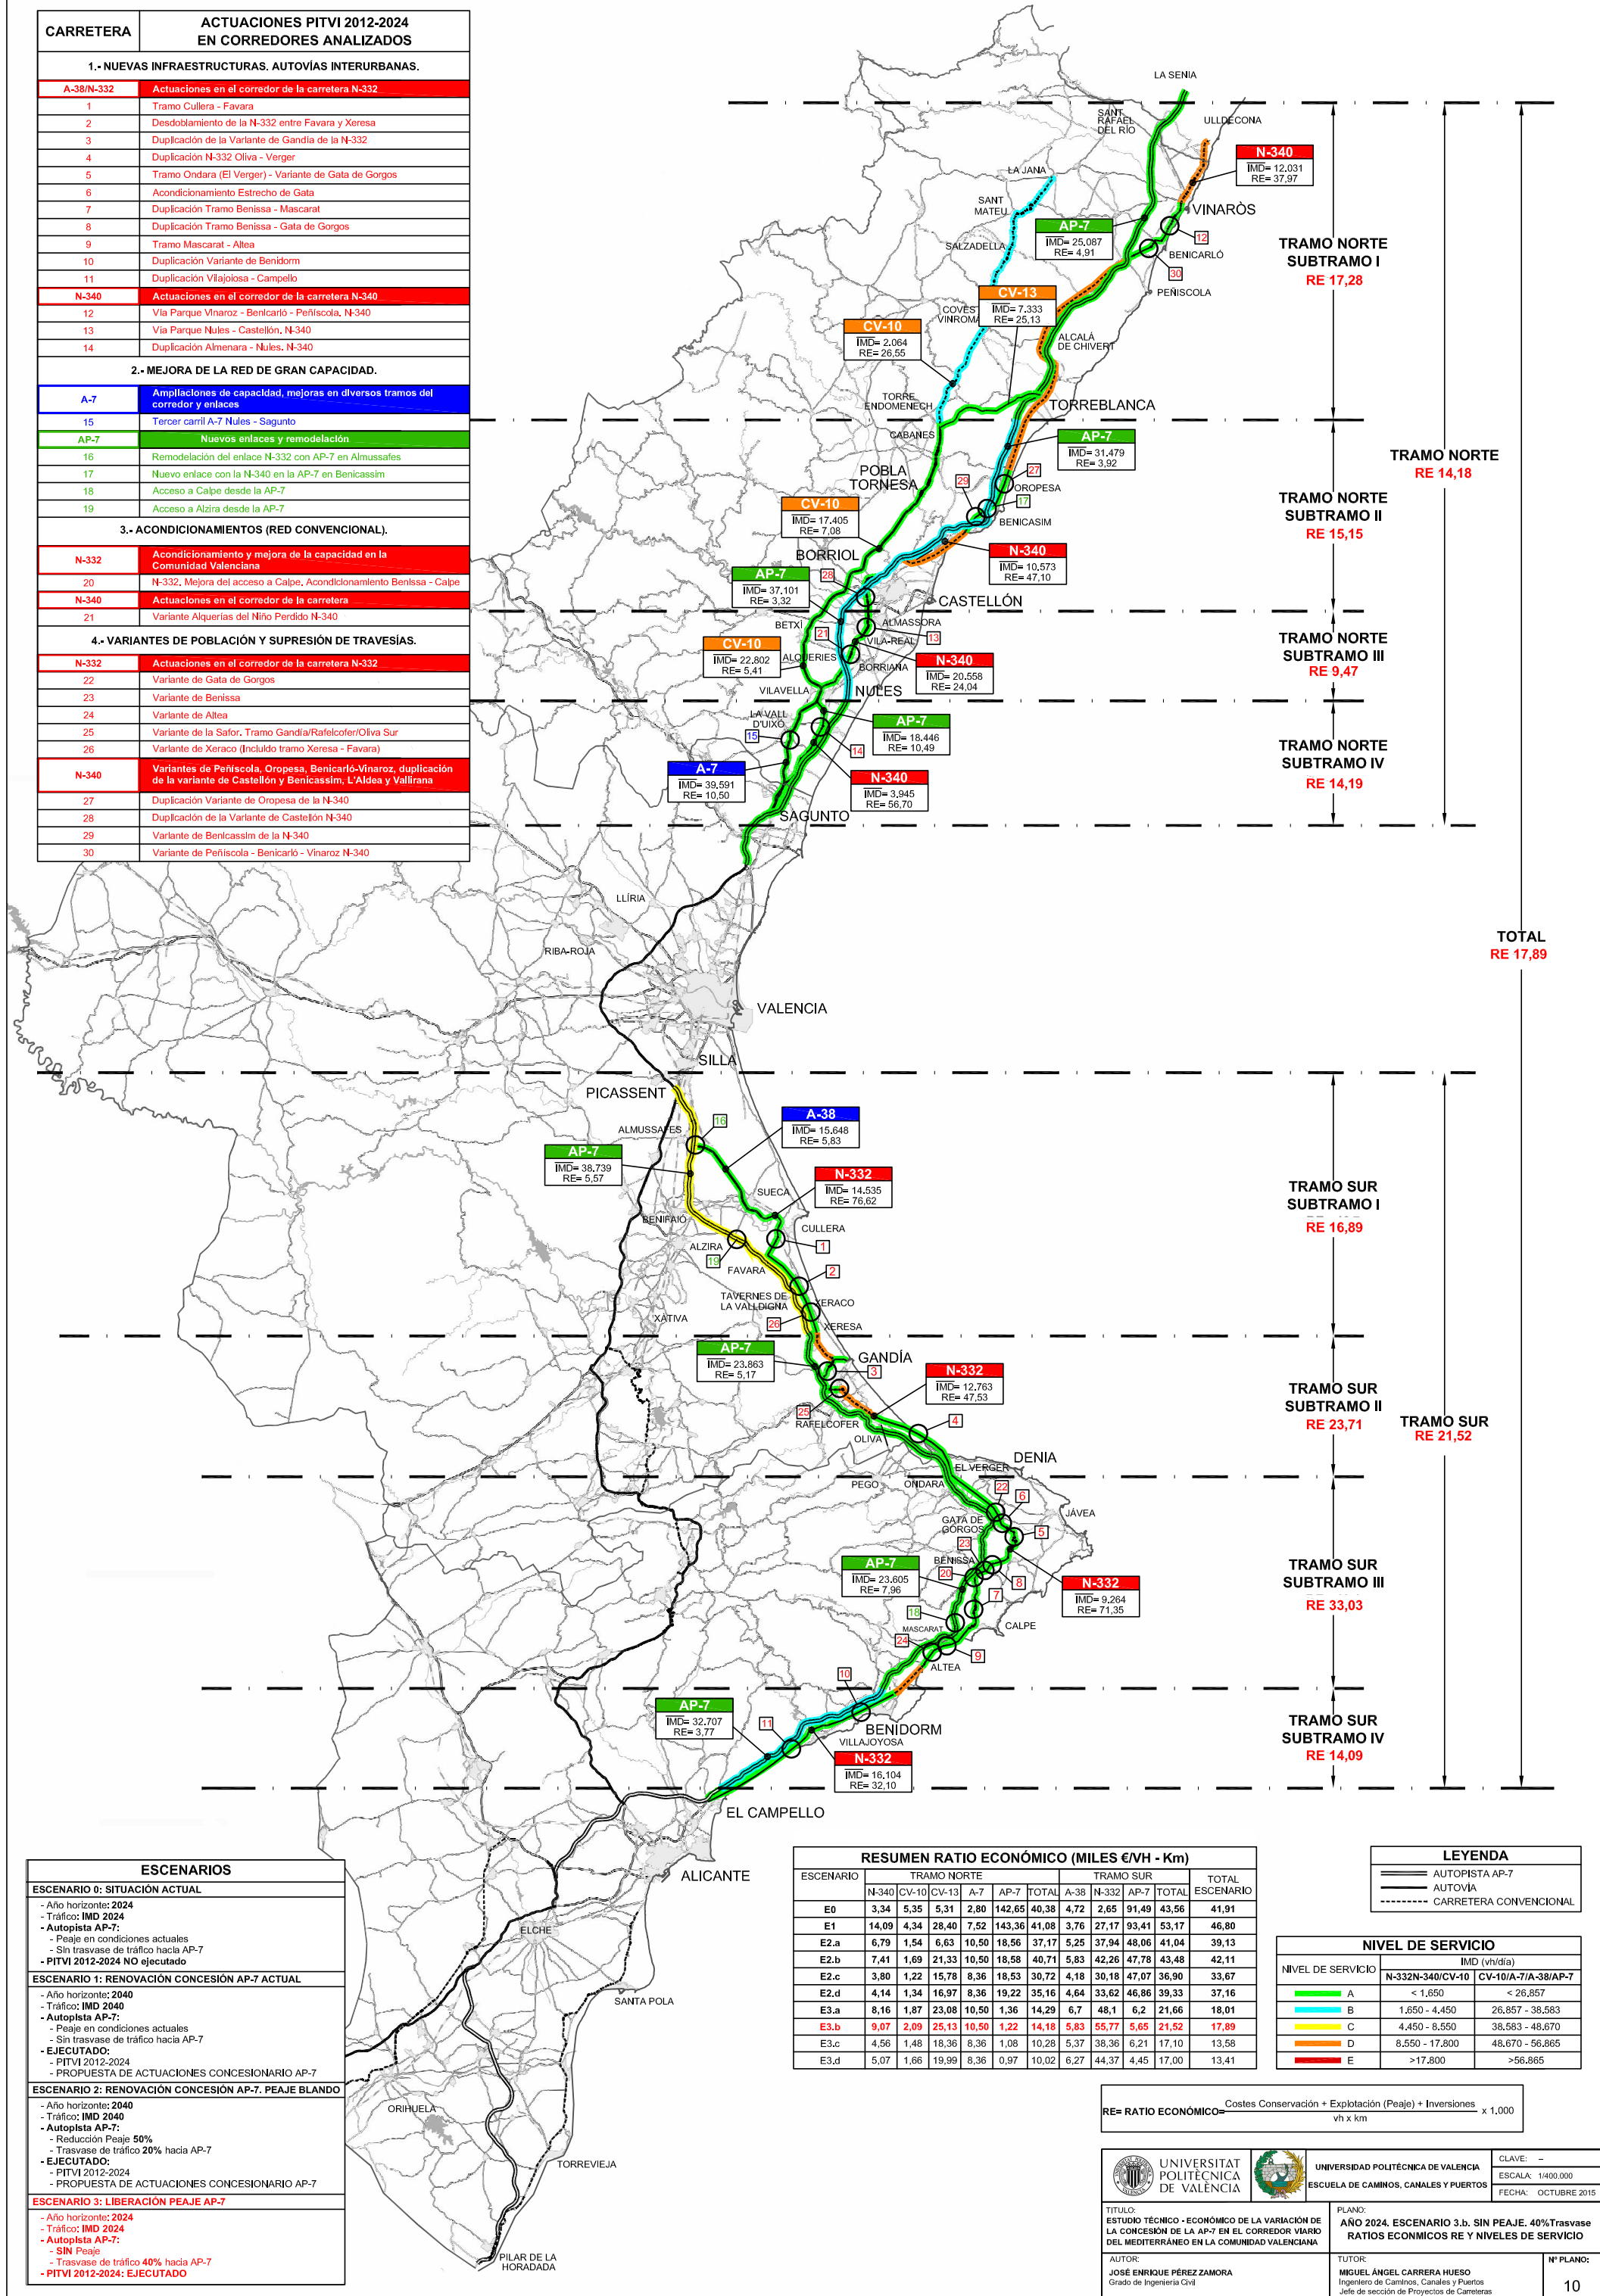 CARRETERA
ACTUACIONES PITVI 2012-2024
EN CORREDORES ANALIZADOS
1.- NUEVAS INFRAESTRUCTURAS. AUTOVÍAS INTERURBANAS.
A-38/N-332 Actuaciones en el corredor de la carretera N-332
1 Tramo Cullera - Favara
2 Desdoblamiento de la N-332 entre Favara y Xeresa
3 Duplicación de la Variante de Gandía de la N-332
4 Duplicación N-332 Oliva - Verger
5 Tramo Ondara (El Verger) - Variante de Gata de Gorgos
6 Acondicionamiento Estrecho de Gata
7 Duplicación Tramo Benissa - Mascarat
8 Duplicación Tramo Benissa - Gata de Gorgos
9 Tramo Mascarat - Altea
10 Duplicación Variante de Benidorm
11 Duplicación Vilajoiosa - Campello
N-340 Actuaciones en el corredor de la carretera N-340
12 Vía Parque Vinaroz - Benicarló - Peñíscola. N-340
13 Vía Parque Nules - Castellón. N-340
14 Duplicación Almenara - Nules. N-340
2.- MEJORA DE LA RED DE GRAN CAPACIDAD.
A-7 Ampliaciones de capacidad, mejoras en diversos tramos del
corredor y enlaces
15 Tercer carril A-7 Nules - Sagunto
AP-7 Nuevos enlaces y remodelación
16 Remodelación del enlace N-332 con AP-7 en Almussafes
17 Nuevo enlace con la N-340 en la AP-7 en Benicassim
18 Acceso a Calpe desde la AP-7
19 Acceso a Alzira desde la AP-7
3.- ACONDICIONAMIENTOS (RED CONVENCIONAL).
N-332 Acondicionamiento y mejora de la capacidad en la
Comunidad Valenciana
20 N-332. Mejora del acceso a Calpe. Acondicionamiento Benissa - Calpe
N-340 Actuaciones en el corredor de la carretera
21 Variante Alquerías del Niño Perdido N-340
4.- VARIANTES DE POBLACIÓN Y SUPRESIÓN DE TRAVESÍAS.
N-332 Actuaciones en el corredor de la carretera N-332
22 Variante de Gata de Gorgos
23 Variante de Benissa
24 Variante de Altea
25 Variante de la Safor. Tramo Gandía/Rafelcofer/Oliva Sur
26 Variante de Xeraco (Incluido tramo Xeresa - Favara)
N-340 Variantes de Peñíscola, Oropesa, Benicarló-Vinaroz, duplicación
de la variante de Castellón y Benicassim, L'Aldea y Vallirana
27 Duplicación Variante de Oropesa de la N-340
28 Duplicación de la Variante de Castellón N-340
29 Variante de Benicassim de la N-340
30 Variante de Peñíscola - Benicarló - Vinaroz N-340
LA SENIA
SANT
RAFAEL
DEL RÍO
ULLDECONA
N-340
IMD= 12.031
RE= 37,97
LA JANA
SANT
MATEU
VINARÒS
AP-7
IMD= 25.087
RE= 4,91
12
SALZADELLA
BENICARLÓ
30
PEÑISCOLA
TRAMO NORTE
SUBTRAMO I
RE 17,28
CV-13
IMD= 7.333
RE= 25,13
COVES
VINROMA
CV-10
IMD= 2.064
RE= 26,55
ALCALÁ
DE CHIVERT
TORRE
ENDOMENECH
TORREBLANCA
CABANES
AP-7
IMD= 31.479
RE= 3,92
TRAMO NORTE
RE 14,18
POBLA
TORNESA
27
29
OROPESA
17
BENICASIM
TRAMO NORTE
SUBTRAMO II
RE 15,15
CV-10
IMD= 17.405
RE= 7,08
BORRIOL
N-340
IMD= 10.573
RE= 47,10
AP-7
IMD= 37.101
RE= 3,32
28
CASTELLÓN
BETXÍ
ALMASSORA
21
13
VILA-REAL
TRAMO NORTE
SUBTRAMO III
RE 9,47
CV-10
IMD= 22.802
RE= 5,41
ALQUERIES
BORRIANA
N-340
IMD= 20.558
RE= 24,04
VILAVELLA
NULES
LA VALL
D'UIXÓ
15
AP-7
IMD= 18.446
RE= 10,49
14
TRAMO NORTE
SUBTRAMO IV
RE 14,19
A-7
IMD= 39.591
RE= 10,50
N-340
IMD= 3.945
RE= 56,70
SAGUNTO
LLÍRIA
RIBA-ROJA
TOTAL
RE 17,89
VALENCIA
SILLA
PICASSENT
ALMUSSAFES
16
A-38
IMD= 15.648
RE= 5,83
AP-7
IMD= 38.739
RE= 5,57
N-332
IMD= 14.535
RE= 76,62
SUECA
TRAMO SUR
SUBTRAMO I
RE 16,89
BENIFAIÓ
CULLERA
ALZIRA
1
19
FAVARA
2
TAVERNES DE
LA VALLDIGNA
XERACO
XÀTIVA
26
XERESA
AP-7
IMD= 23.863
RE= 5,17
GANDÍA
3
N-332
IMD= 12.763
RE= 47,53
TRAMO SUR
SUBTRAMO II
RE 23,71
25
RAFELCOFER
4
OLIVA
TRAMO SUR
RE 21,52
DENIA
EL VERGER
PEGO
ONDARA
22
6
GATA DE
GORGOS
JÁVEA
5
23
AP-7
IMD= 23.605
RE= 7,96
BENISSA
20
8
N-332
IMD= 9.264
RE= 71,35
TRAMO SUR
SUBTRAMO III
RE 33,03
7
18
MASCARAT
CALPE
24
9
ALTEA
10
AP-7
IMD= 32.707
RE= 3,77
11
BENIDORM
VILLAJOYOSA
N-332
IMD= 16.104
RE= 32,10
TRAMO SUR
SUBTRAMO IV
RE 14,09
EL CAMPELLO
ALICANTE
ELCHE
SANTA POLA
ORIHUELA
TORREVIEJA
PILAR DE LA
HORADADA
ESCENARIOS
ESCENARIO 0: SITUACIÓN ACTUAL
- Año horizonte: 2024
- Tráfico: IMD 2024
- Autopista AP-7:
- Peaje en condiciones actuales
- Sin trasvase de tráfico hacia AP-7
- PITVI 2012-2024 NO ejecutado
ESCENARIO 1: RENOVACIÓN CONCESIÓN AP-7 ACTUAL
- Año horizonte: 2040
- Tráfico: IMD 2040
- Autopista AP-7:
- Peaje en condiciones actuales
- Sin trasvase de tráfico hacia AP-7
- EJECUTADO:
- PITVI 2012-2024
- PROPUESTA DE ACTUACIONES CONCESIONARIO AP-7
ESCENARIO 2: RENOVACIÓN CONCESIÓN AP-7. PEAJE BLANDO
- Año horizonte: 2040
- Tráfico: IMD 2040
- Autopista AP-7:
- Reducción Peaje 50%
- Trasvase de tráfico 20% hacia AP-7
- EJECUTADO:
- PITVI 2012-2024
- PROPUESTA DE ACTUACIONES CONCESIONARIO AP-7
ESCENARIO 3: LIBERACIÓN PEAJE AP-7
- Año horizonte: 2024
- Tráfico: IMD 2024
- Autopista AP-7:
- SIN Peaje
- Trasvase de tráfico 40% hacia AP-7
- PITVI 2012-2024: EJECUTADO
RESUMEN RATIO ECONÓMICO (MILES €/VH - Km)
ESCENARIO TRAMO NORTE TRAMO SUR TOTAL ESCENARIO
N-340 CV-10 CV-13 A-7 AP-7 TOTAL A-38 N-332 AP-7 TOTAL
E0 3,34 5,35 5,31 2,80 142,65 40,38 4,72 2,65 91,49 43,56 41,91
E1 14,09 4,34 28,40 7,52 143,36 41,08 3,76 27,17 93,41 53,17 46,80
E2.a 6,79 1,54 6,63 10,50 18,56 37,17 5,25 37,94 48,06 41,04 39,13
E2.b 7,41 1,69 21,33 10,50 18,58 40,71 5,83 42,26 47,78 43,48 42,11
E2.c 3,80 1,22 15,78 8,36 18,53 30,72 4,18 30,18 47,07 36,90 33,67
E2.d 4,14 1,34 16,97 8,36 19,22 35,16 4,64 33,62 46,86 39,33 37,16
E3.a 8,16 1,87 23,08 10,50 1,36 14,29 6,7 48,1 6,2 21,66 18,01
E3.b 9,07 2,09 25,13 10,50 1,22 14,18 5,83 55,77 5,65 21,52 17,89
E3.c 4,56 1,48 18,36 8,36 1,08 10,28 5,37 38,36 6,21 17,10 13,58
E3.d 5,07 1,66 19,99 8,36 0,97 10,02 6,27 44,37 4,45 17,00 13,41
LEYENDA
AUTOPISTA AP-7
AUTOVÍA
CARRETERA CONVENCIONAL
NIVEL DE SERVICIO
NIVEL DE SERVICIO IMD (vh/día)
N-332N-340/CV-10 CV-10/A-7/A-38/AP-7
A < 1,650 < 26,857
B 1,650 - 4.450 26,857 - 38,583
C 4.450 - 8.550 38,583 - 48,670
D 8.550 - 17.800 48.670 - 56.865
E >17.800 >56.865
RE= RATIO ECONÓMICO= Costes Conservación + Explotación (Peaje) + Inversiones x 1.000
vh x km
UNIVERSITAT
POLITÈCNICA
DE VALÈNCIA
UNIVERSIDAD POLITÉCNICA DE VALENCIA
ESCUELA DE CAMINOS, CANALES Y PUERTOS
CLAVE: –
ESCALA: 1/400.000
FECHA: OCTUBRE 2015
TITULO:
ESTUDIO TÉCNICO - ECONÓMICO DE LA VARIACIÓN DE
LA CONCESIÓN DE LA AP-7 EN EL CORREDOR VIARIO
DEL MEDITERRÁNEO EN LA COMUNIDAD VALENCIANA
PLANO:
AÑO 2024. ESCENARIO 3.b. SIN PEAJE. 40%Trasvase
RATIOS ECONMICOS RE Y NIVELES DE SERVICIO
AUTOR:
JOSÉ ENRIQUE PÉREZ ZAMORA
Grado de Ingeniería Civil
TUTOR:
MIGUEL ÁNGEL CARRERA HUESO
Ingeniero de Caminos, Canales y Puertos
Jefe de sección de Proyectos de Carreteras
Nº PLANO:
10